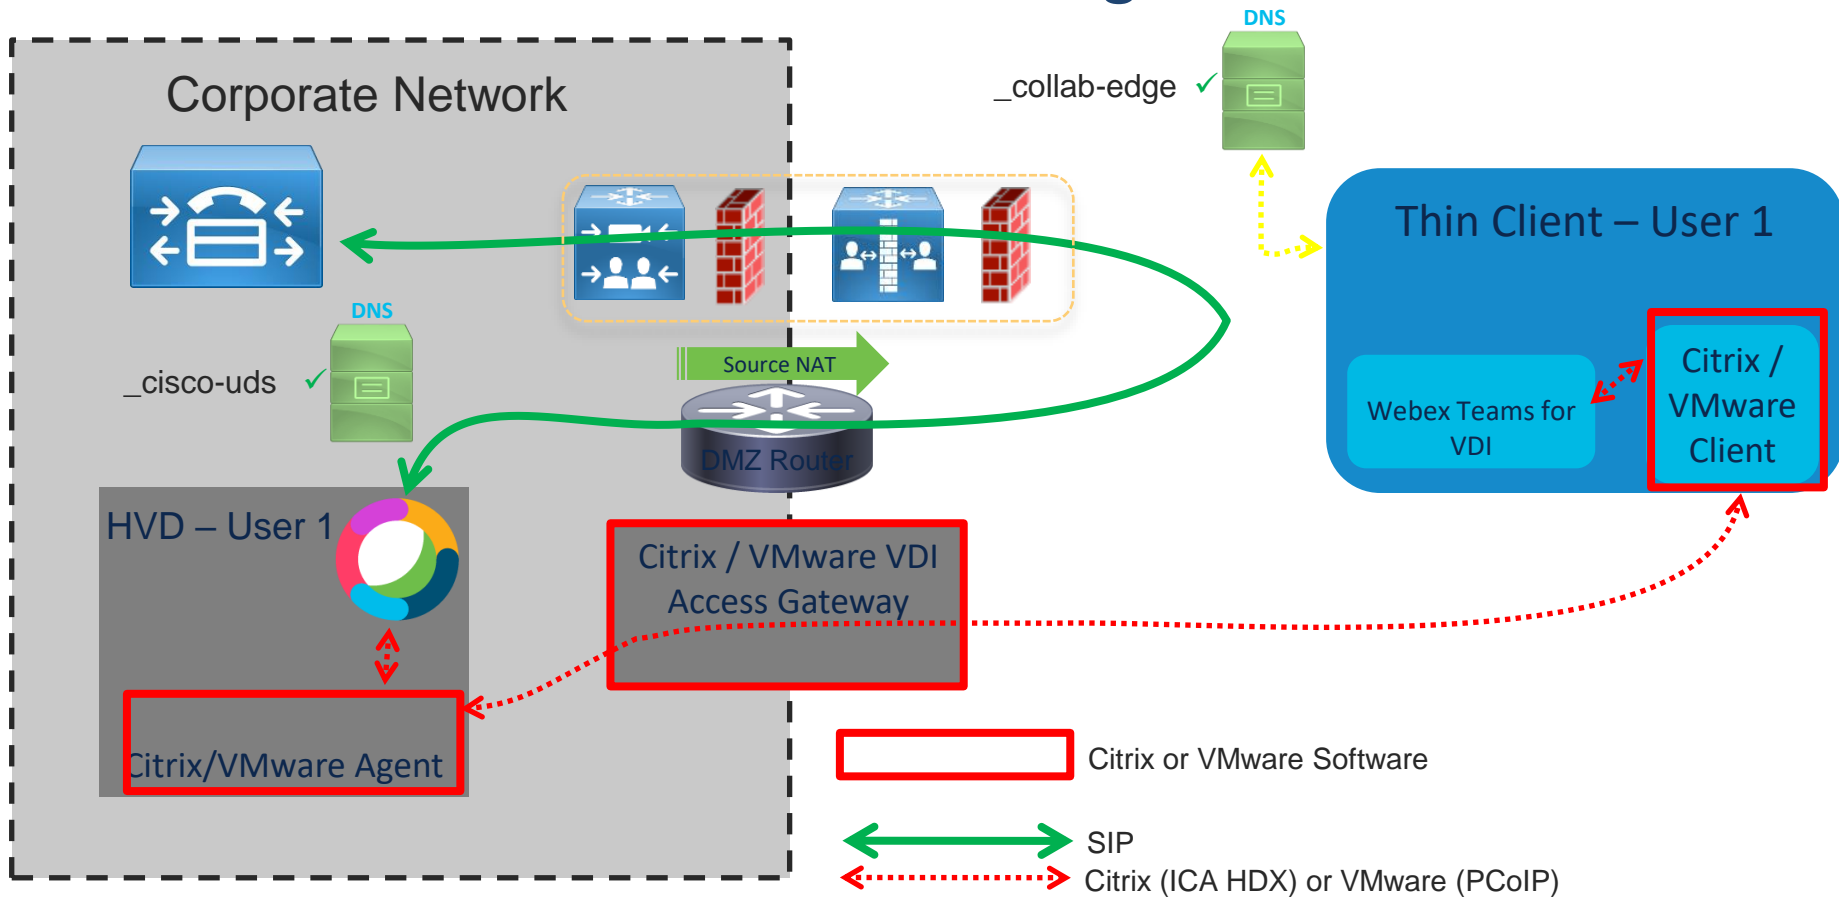 DNS
_collab-edge
Corporate Network
Thin Client – User 1
DNS
_cisco-uds
Source NAT
DMZ Router
Webex Teams for
VDI
Citrix /
VMware
Client
HVD – User 1
Citrix / VMware VDI
Access Gateway
Citrix/VMware Agent
Citrix or VMware Software
SIP
Citrix (ICA HDX) or VMware (PCoIP)